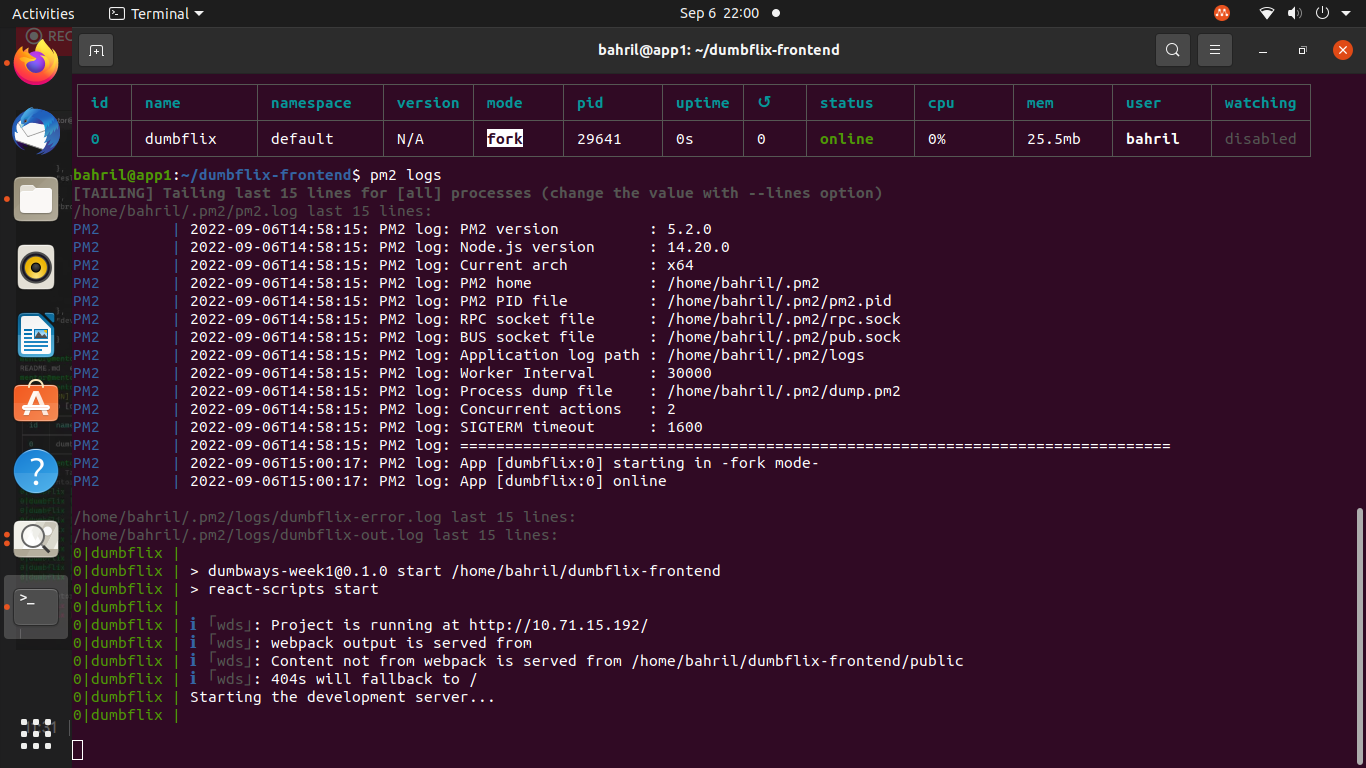 Activities Terminal Sep 6 22:00
REC
bahril@app1: ~/dumbflix-frontend
id name namespace version mode pid uptime ↺ status cpu mem user watching
0 dumbflix default N/A fork 29641 0s 0 online 0% 25.5mb bahril disabled
bahril@app1:~/dumbflix-frontend$ pm2 logs
[TAILING] Tailing last 15 lines for [all] processes (change the value with --lines option)
/home/bahril/.pm2/pm2.log last 15 lines:
PM2 | 2022-09-06T14:58:15: PM2 log: PM2 version : 5.2.0
PM2 | 2022-09-06T14:58:15: PM2 log: Node.js version : 14.20.0
PM2 | 2022-09-06T14:58:15: PM2 log: Current arch : x64
PM2 | 2022-09-06T14:58:15: PM2 log: PM2 home : /home/bahril/.pm2
PM2 | 2022-09-06T14:58:15: PM2 log: PM2 PID file : /home/bahril/.pm2/pm2.pid
PM2 | 2022-09-06T14:58:15: PM2 log: RPC socket file : /home/bahril/.pm2/rpc.sock
PM2 | 2022-09-06T14:58:15: PM2 log: BUS socket file : /home/bahril/.pm2/pub.sock
PM2 | 2022-09-06T14:58:15: PM2 log: Application log path : /home/bahril/.pm2/logs
PM2 | 2022-09-06T14:58:15: PM2 log: Worker Interval : 30000
PM2 | 2022-09-06T14:58:15: PM2 log: Process dump file : /home/bahril/.pm2/dump.pm2
PM2 | 2022-09-06T14:58:15: PM2 log: Concurrent actions : 2
PM2 | 2022-09-06T14:58:15: PM2 log: SIGTERM timeout : 1600
PM2 | 2022-09-06T14:58:15: PM2 log: ===============================================================================
PM2 | 2022-09-06T15:00:17: PM2 log: App [dumbflix:0] starting in -fork mode-
PM2 | 2022-09-06T15:00:17: PM2 log: App [dumbflix:0] online
/home/bahril/.pm2/logs/dumbflix-error.log last 15 lines:
/home/bahril/.pm2/logs/dumbflix-out.log last 15 lines:
0|dumbflix |
0|dumbflix | > dumbways-week1@0.1.0 start /home/bahril/dumbflix-frontend
0|dumbflix | > react-scripts start
0|dumbflix |
0|dumbflix | ℹ ｢wds｣: Project is running at http://10.71.15.192/
0|dumbflix | ℹ ｢wds｣: webpack output is served from
0|dumbflix | ℹ ｢wds｣: Content not from webpack is served from /home/bahril/dumbflix-frontend/public
0|dumbflix | ℹ ｢wds｣: 404s will fallback to /
0|dumbflix | Starting the development server...
0|dumbflix |